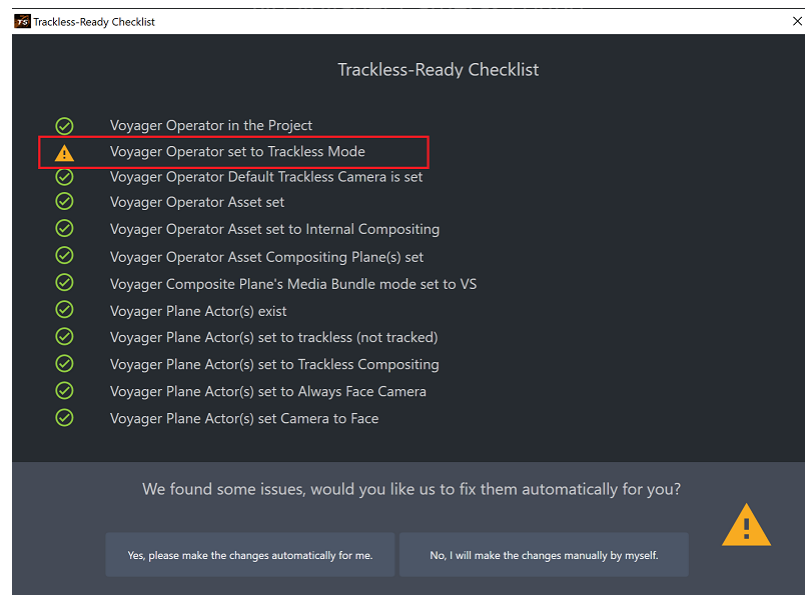 TS Trackless-Ready Checklist
Trackless-Ready Checklist
Voyager Operator in the Project
Voyager Operator set to Trackless Mode
Voyager Operator Default Trackless Camera is set
Voyager Operator Asset set
Voyager Operator Asset set to Internal Compositing
Voyager Operator Asset Compositing Plane(s) set
Voyager Composite Plane's Media Bundle mode set to VS
Voyager Plane Actor(s) exist
Voyager Plane Actor(s) set to trackless (not tracked)
Voyager Plane Actor(s) set to Trackless Compositing
Voyager Plane Actor(s) set to Always Face Camera
Voyager Plane Actor(s) set Camera to Face
We found some issues, would you like us to fix them automatically for you?
Yes, please make the changes automatically for me.
No, I will make the changes manually by myself.